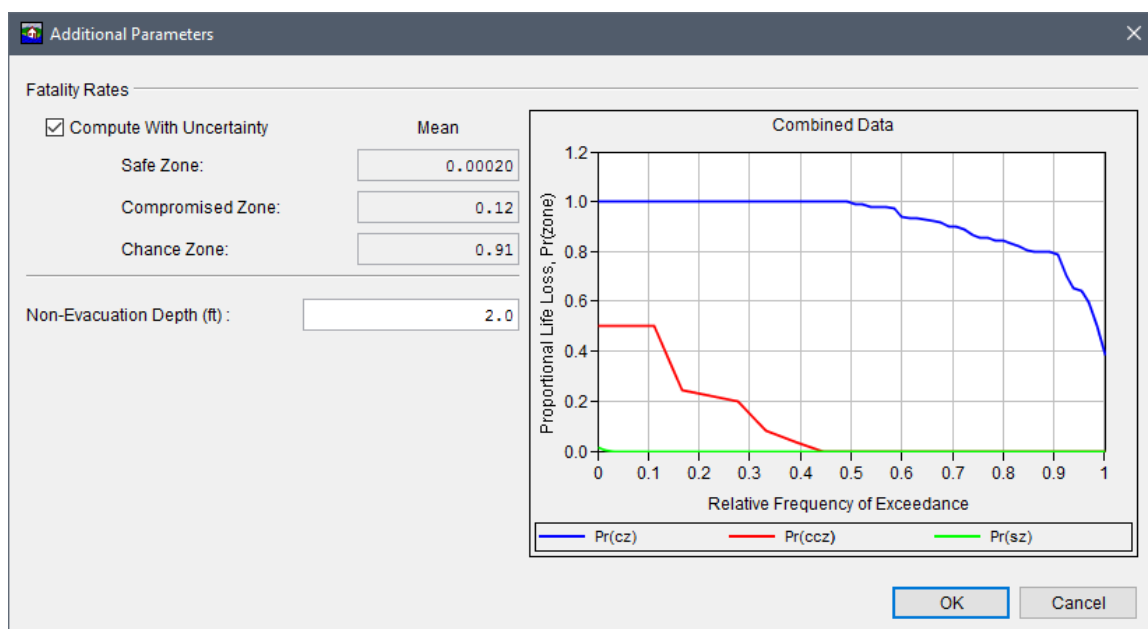 Additional Parameters
Fatality Rates
Compute With Uncertainty
Mean
Safe Zone:
0.00020
Compromised Zone:
0.12
Chance Zone:
0.91
Non-Evacuation Depth (ft) :
2.0
Combined Data
Proportional Life Loss, Pr(zone)
1.2
1.0
0.8
0.6
0.4
0.2
0.0
0 0.1 0.2 0.3 0.4 0.5 0.6 0.7 0.8 0.9 1
Relative Frequency of Exceedance
Pr(cz) Pr(ccz) Pr(sz)
OK Cancel